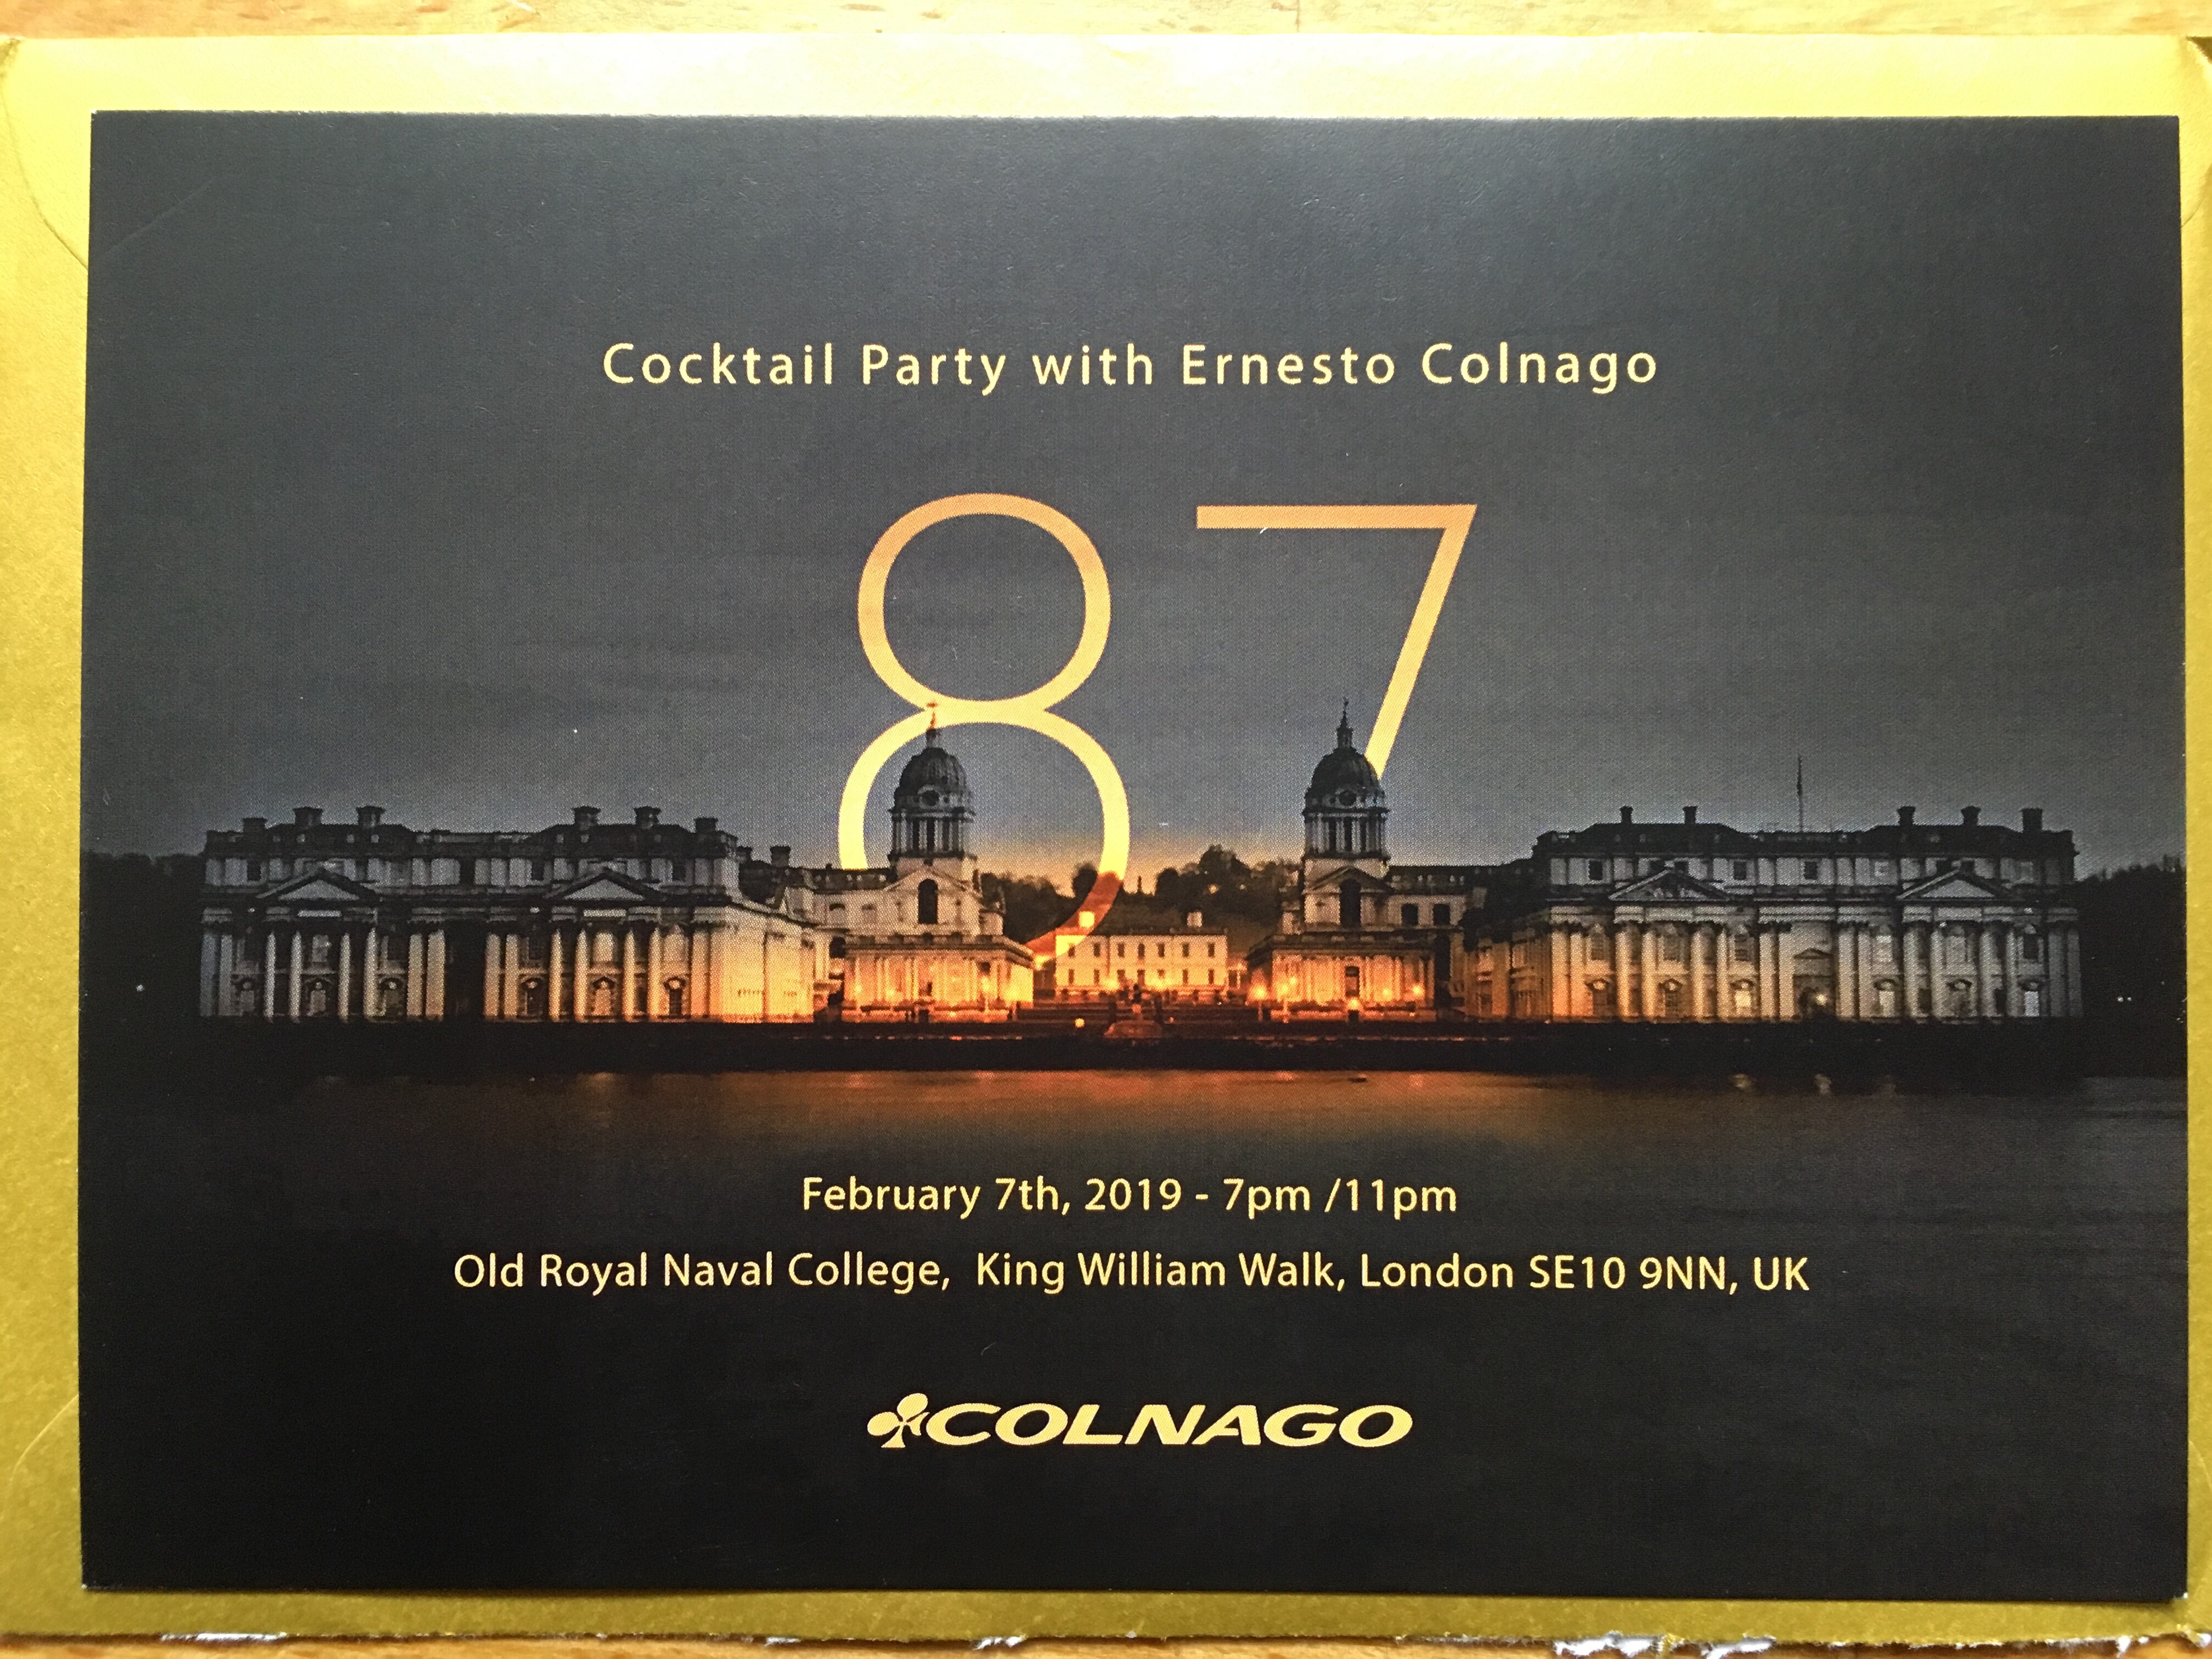 Cocktail Party with Ernesto Colnago
87
February 7th, 2019 - 7pm /11pm
Old Royal Naval College, King William Walk, London SE10 9NN, UK
COLNAGO